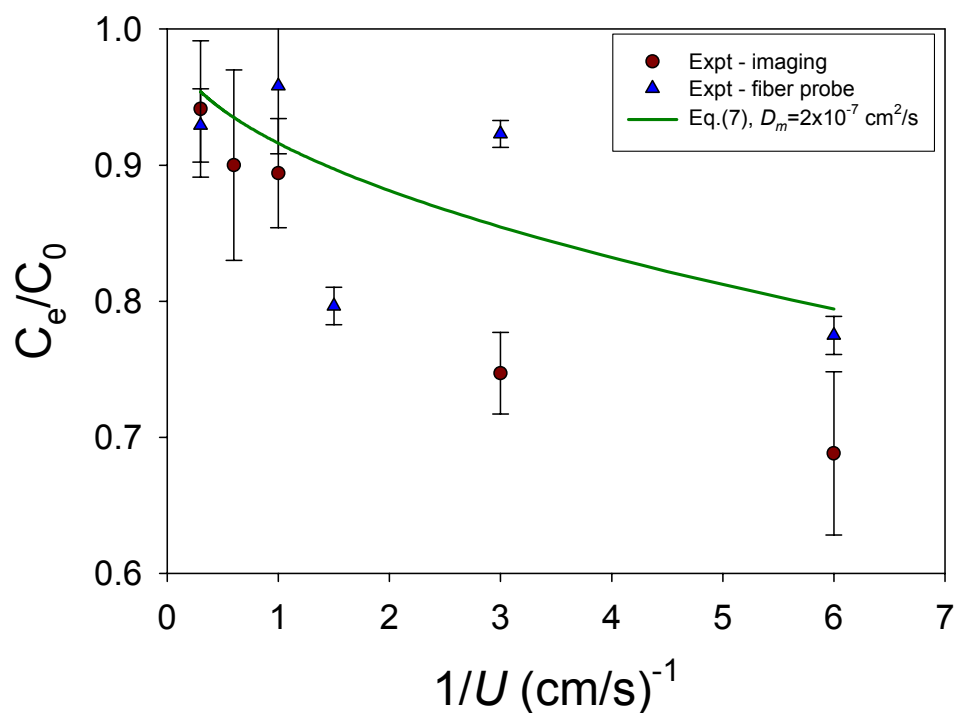 1.0
0.9
0.8
0.7
0.6
Cₑ/C₀
Expt - imaging
Expt - fiber probe
Eq.(7), Dₘ=2x10⁻⁷ cm²/s
0 1 2 3 4 5 6 7
1/U (cm/s)⁻¹